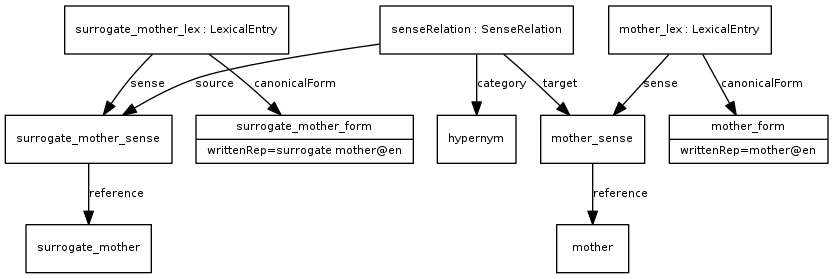 surrogate_mother_lex : LexicalEntry
senseRelation : SenseRelation
mother_lex : LexicalEntry
sense
source
canonicalForm
category
target
sense
canonicalForm
surrogate_mother_sense
surrogate_mother_form
writtenRep=surrogate mother@en
hypernym
mother_sense
mother_form
writtenRep=mother@en
reference
reference
surrogate_mother
mother